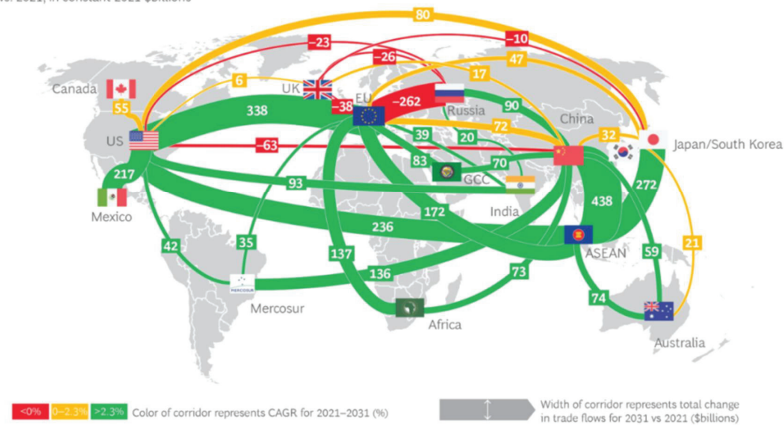 2021, in constant 2021 $billions
80
-23
-10
-26
47
17
6
Canada
UK
EU
Russia
China
55
338
-38
-262
90
US
72
32
Japan/South Korea
-63
39
20
83
70
GCC
217
93
India
172
438
272
Mexico
236
42
35
137
136
73
ASEAN
59
21
74
MERCOSUR
Mercosur
Africa
Australia
<0%
0–2.3%
>2.3%
Color of corridor represents CAGR for 2021–2031 (%)
Width of corridor represents total change
in trade flows for 2031 vs 2021 ($billions)